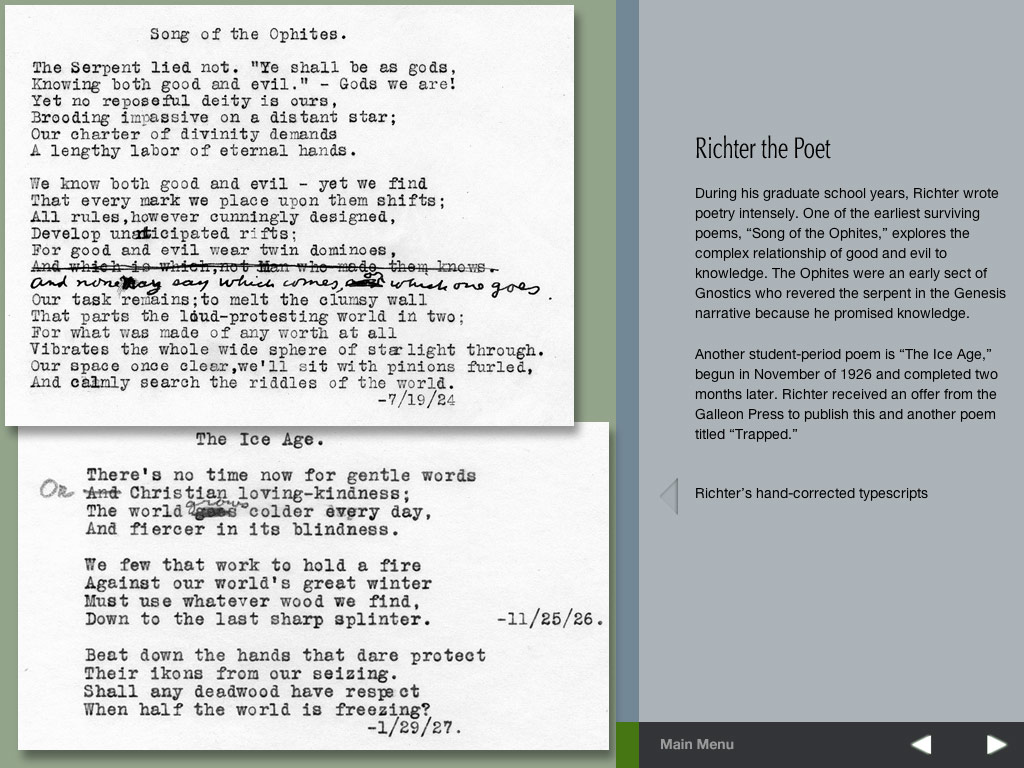 Song of the Ophites.
The Serpent lied not. "Ye shall be as gods,
Knowing both good and evil." - Gods we are!
Yet no reposeful deity is ours,
Brooding impassive on a distant star;
Our charter of divinity demands
A lengthy labor of eternal hands.
We know both good and evil - yet we find
That every mark we place upon them shifts;
All rules,however cunningly designed,
Develop unanticipated rifts;
For good and evil wear twin dominoes,
And which is which,not Man who made them knows.
And none may say which comes, which one goes.
Our task remains;to melt the clumsy wall
That parts the loud-protesting world in two;
For what was made of any worth at all
Vibrates the whole wide sphere of starlight through.
Our space once clear,we'll sit with pinions furled,
And calmly search the riddles of the world.
-7/19/24
The Ice Age.
There's no time now for gentle words
Or And Christian loving-kindness;
grows
The world goes colder every day,
And fiercer in its blindness.
We few that work to hold a fire
Against our world's great winter
Must use whatever wood we find,
Down to the last sharp splinter. -11/25/26.
Beat down the hands that dare protect
Their ikons from our seizing.
Shall any deadwood have respect
When half the world is freezing?
-1/29/27.
Richter the Poet
During his graduate school years, Richter wrote
poetry intensely. One of the earliest surviving
poems, “Song of the Ophites,” explores the
complex relationship of good and evil to
knowledge. The Ophites were an early sect of
Gnostics who revered the serpent in the Genesis
narrative because he promised knowledge.
Another student-period poem is “The Ice Age,”
begun in November of 1926 and completed two
months later. Richter received an offer from the
Galleon Press to publish this and another poem
titled “Trapped.”
Richter’s hand-corrected typescripts
Main Menu